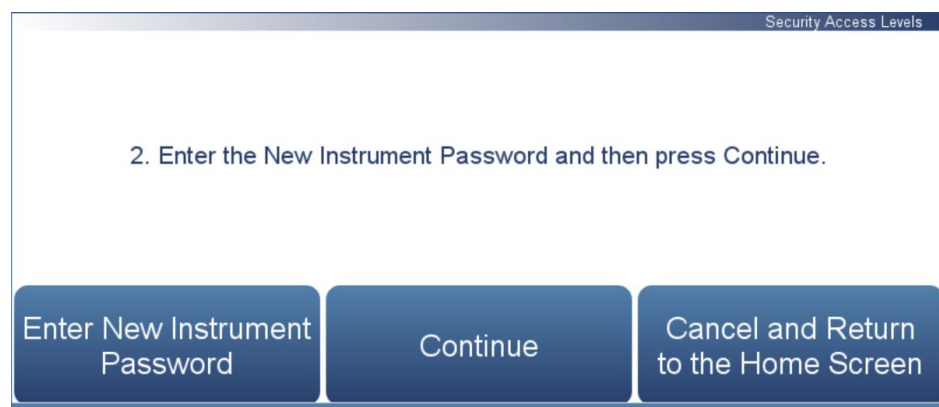 Security Access Levels
2. Enter the New Instrument Password and then press Continue.
Enter New Instrument
Password
Continue
Cancel and Return
to the Home Screen